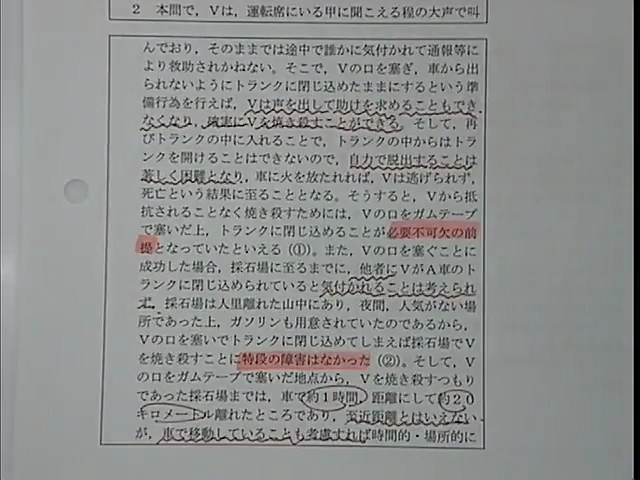 2 本問で，Vは，運転席にいる甲に聞こえる程の大声で叫
んでおり，そのままでは途中で誰かに気付かれて通報等に
より救助されかねない。そこで，Vの口を塞ぎ，車から出
られないようにトランクに閉じ込めたままにするという準
備行為を行えば，Vは声を出して助けを求めることもでき
なくなり，確実にVを焼き殺すことができる。そして，再
びトランクの中に入れることで，トランクの中からはトラ
ンクを開けることはできないので，自力で脱出することは
著しく困難となり，車に火を放たれれば，Vは逃げられず，
死亡という結果に至ることとなる。そうすると，Vから抵
抗されることなく焼き殺すためには，Vの口をガムテープ
で塞いだ上，トランクに閉じ込めることが必要不可欠の前
提となっていたといえる（①）。また，Vの口を塞ぐことに
成功した場合，採石場に至るまでに，他者にVがA車のト
ランクに閉じ込められていると気付かれることは考えられ
ず，採石場は人里離れた山中にあり，夜間，人気がない場
所であった上，ガソリンも用意されていたのであるから，
Vの口を塞いでトランクに閉じ込めてしまえば採石場でV
を焼き殺すことに特段の障害はなかった（②）。そして，V
の口をガムテープで塞いだ地点から，Vを焼き殺すつもり
であった採石場までは，車で約1時間，距離にして約20
キロメートル離れたところであり，至近距離とはいえない
が，車で移動していることも考慮すれば時間的・場所的に